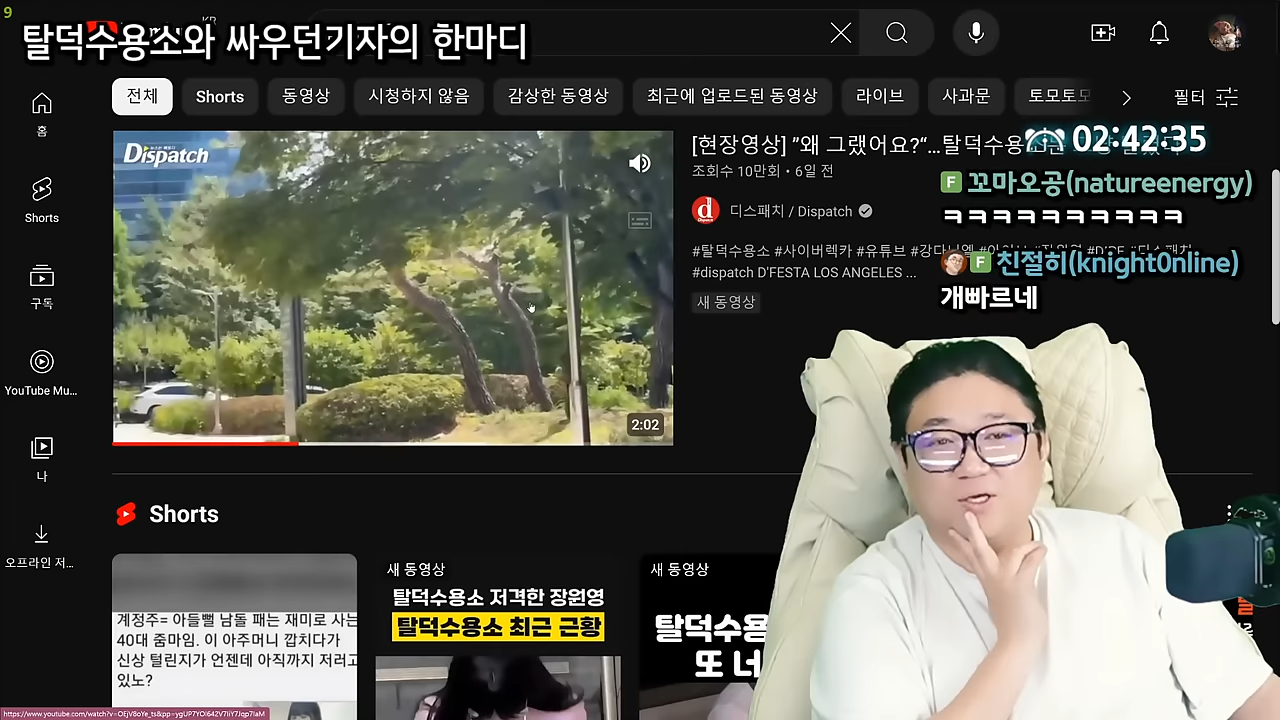 9
KR
탈덕수용소와 싸우던기자의 한마디
전체
Shorts
동영상
시청하지 않음
감상한 동영상
최근에 업로드된 동영상
라이브
사과문
토모토모
필터
홈
Shorts
구독
YouTube Mu...
나
오프라인 저...
Dispatch
2:02
[현장영상] "왜 그랬어요?"...탈덕수용
02:42:35
조회수 10만회 • 6일 전
디스패치 / Dispatch
#탈덕수용소 #사이버렉카 #유튜브 #강다니엘
#dispatch D'FESTA LOS ANGELES ...
새 동영상
F 꼬마오공(natureenergy)
ㅋㅋㅋㅋㅋㅋㅋㅋㅋㅋ
F 친절히(knight0nline)
개빠르네
Shorts
계정주= 아들뻘 남돌 패는 재미로 사는
40대 줌마임. 이 아주머니 깝치다가
신상 털린지가 언젠데 아직까지 저러고
있노?
새 동영상
탈덕수용소 저격한 장원영
탈덕수용소 최근 근황
새 동영상
탈덕수용
또 너